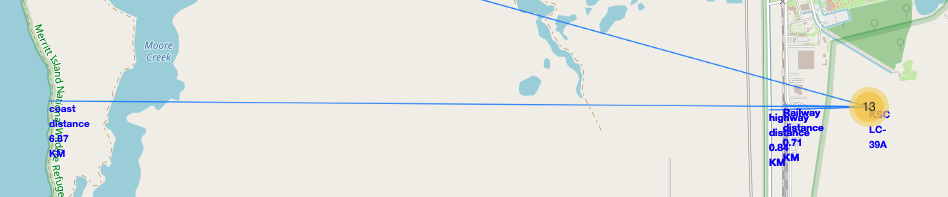 Moore
Creek
Merritt Island National Wildlife Refuge
coast
distance
6.87
KM
highway
distance
0.84
KM
Railway
distance
0.71
KM
13
KSC
LC-
39A